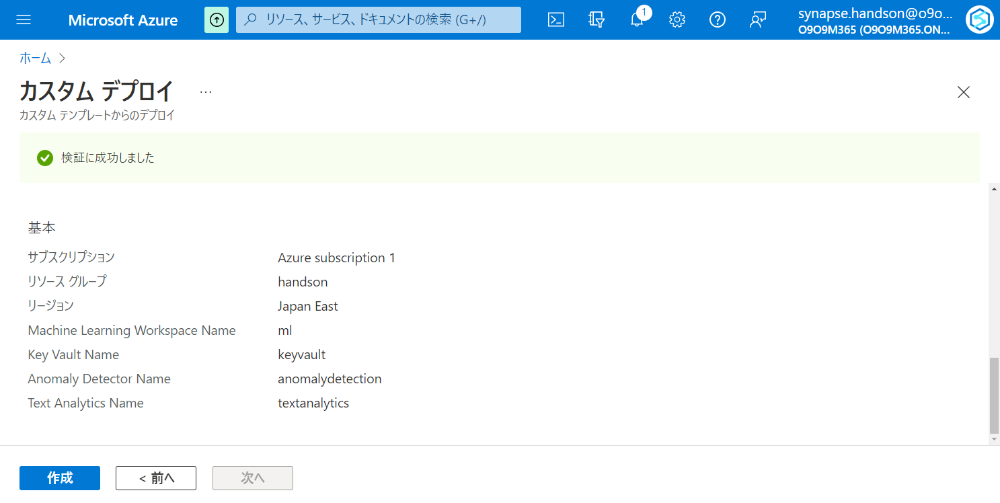 Microsoft Azure
リソース、サービス、ドキュメントの検索 (G+/)
1
synapse.handson@o9o...
O9O9M365 (O9O9M365.ON...
ホーム >
カスタム デプロイ ...
カスタム テンプレートからのデプロイ
検証に成功しました
基本
サブスクリプション Azure subscription 1
リソース グループ handson
リージョン Japan East
Machine Learning Workspace Name ml
Key Vault Name keyvault
Anomaly Detector Name anomalydetection
Text Analytics Name textanalytics
作成 < 前へ 次へ